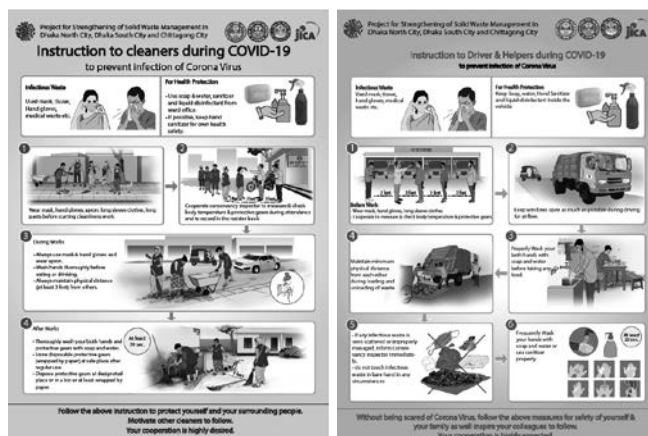 Project for Strengthening of Solid Waste Management in
Dhaka North City, Dhaka South City and Chittagong City
JICA
Instruction to cleaners during COVID-19
to prevent infection of Corona Virus
Infectious Waste
Used mask, tissue,
Hand gloves,
medical waste etc.
For Health Protection
- Use soap & water, sanitizer
and liquid disinfectant from
ward office.
- If possible, keep hand
sanitizer for own health
safety.
1
Wear mask, hand gloves, apron, long sleeve clothes, long
pants before starting cleanliness work.
2
Cooperate conservancy inspector to measure & check
body temperature & protective gears during attendance
and to record in the register book
3
During Works
- Always use mask & hand gloves and
wear apron.
- Wash hands thoroughly before
eating or drinking.
- Always maintain physical distance
(at least 3 feet) from others.
4
After Works
- Thoroughly wash your both hands and
protective gears with soap and water.
regular use.
- Dispose protective gears at designated
place or in a bin or at least wrapped by
paper.
At least
20 sec.
Follow the above instruction to protect yourself and your surrounding people.
Motivate other cleaners to follow.
Your cooperation is highly desired.
Project for Strengthening of Solid Waste Management in
Dhaka North City, Dhaka South City and Chittagong City
JICA
Instruction to Driver & Helpers during COVID-19
to prevent infection of Corona Virus
Infectious Waste
Used mask, tissue,
hand gloves, medical
waste etc.
For Health Protection
Keep Soap, water, Hand Sanitizer
and liquid disinfectant inside the
vehicle
1
3 feet
3 feet
3 feet
Before Work
- Wear mask, hand gloves, long sleeve clothes
- Cooperate to measure & check body temperature & protective gears
2
Keep windows open as much as possible during driving
for airflow.
4
Maintain minimum
physical distance
from each other
during loading and
unloading of waste
3
Properly Wash your
both hands with
soap and water
before taking any
food
5
- If any infectious waste is
seen scattered or improperly
managed, inform conser-
vancy inspector immediate-
ly.
- do not touch infectious
waste in bare hand in any
circumstances
6
Frequently Wash
your hands with
soap and water or
use sanitizer
properly.
At least
20 sec.
Without being scared of Corona Virus, follow the above measures for safety of yourself &
your family as well inspire your colleagues to follow.
Your cooperation is highly expected